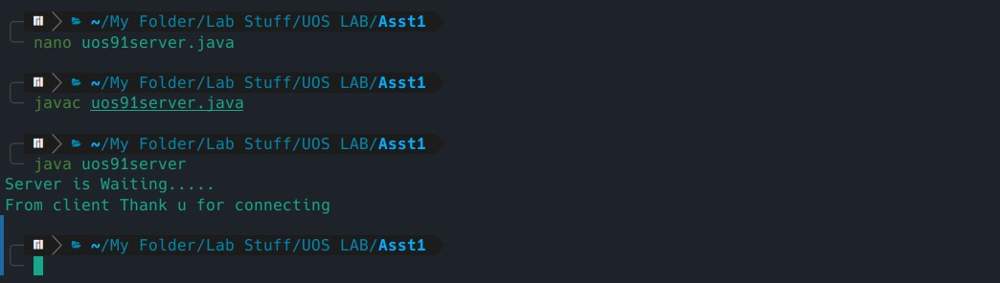 ~/My Folder/Lab Stuff/UOS LAB/Asst1
nano uos91server.java
~/My Folder/Lab Stuff/UOS LAB/Asst1
javac uos91server.java
~/My Folder/Lab Stuff/UOS LAB/Asst1
java uos91server
Server is Waiting.....
From client Thank u for connecting
~/My Folder/Lab Stuff/UOS LAB/Asst1